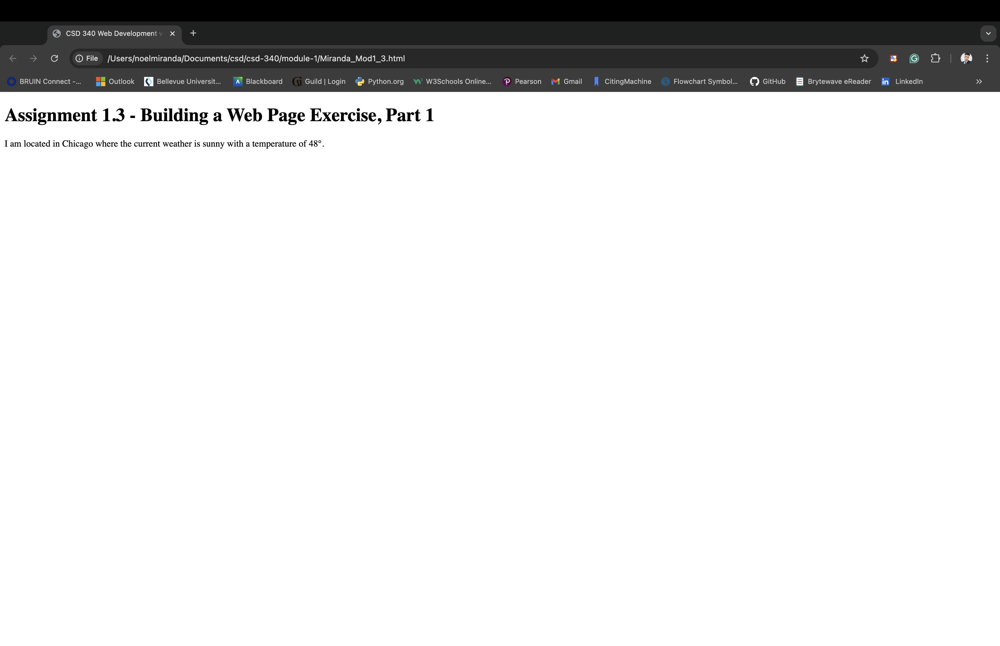 CSD 340 Web Development
File /Users/noelmiranda/Documents/csd/csd-340/module-1/Miranda_Mod1_3.html
BRUIN Connect -... Outlook Bellevue Universit... Blackboard Guild | Login Python.org W3Schools Online... Pearson Gmail CitingMachine Flowchart Symbol... GitHub Brytewave eReader LinkedIn
Assignment 1.3 - Building a Web Page Exercise, Part 1
I am located in Chicago where the current weather is sunny with a temperature of 48°.